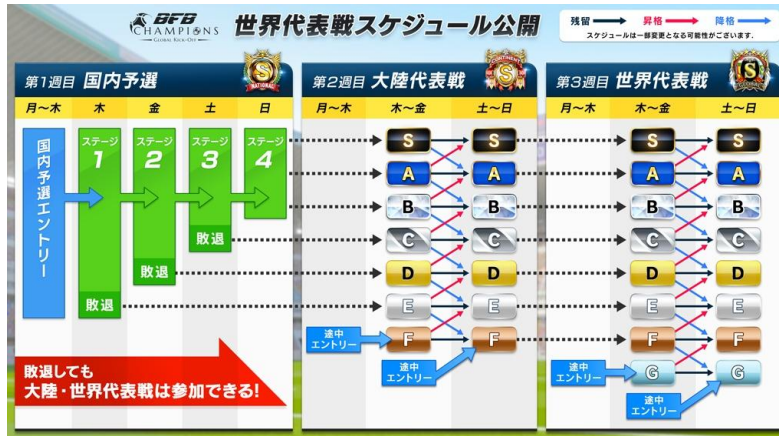 BFB
CHAMPIONS
GLOBAL KICK-OFF
世界代表戦スケジュール公開
残留
昇格
降格
スケジュールは一部変更となる可能性がございます.
第1週目 国内予選
S
NATIONAL
月～木
木
金
土
日
国内予選エントリー
ステージ
1
ステージ
2
ステージ
3
ステージ
4
敗退
敗退
敗退
敗退しても
大陸・世界代表戦は参加できる!
第2週目 大陸代表戦
CONTINENT
S
月～木
木～金
土～日
S
S
A
A
B
B
C
C
D
D
E
E
F
F
途中
エントリー
途中
エントリー
第3週目 世界代表戦
S
月～木
木～金
土～日
S
S
A
A
B
B
C
C
D
D
E
E
F
F
G
G
途中
エントリー
途中
エントリー